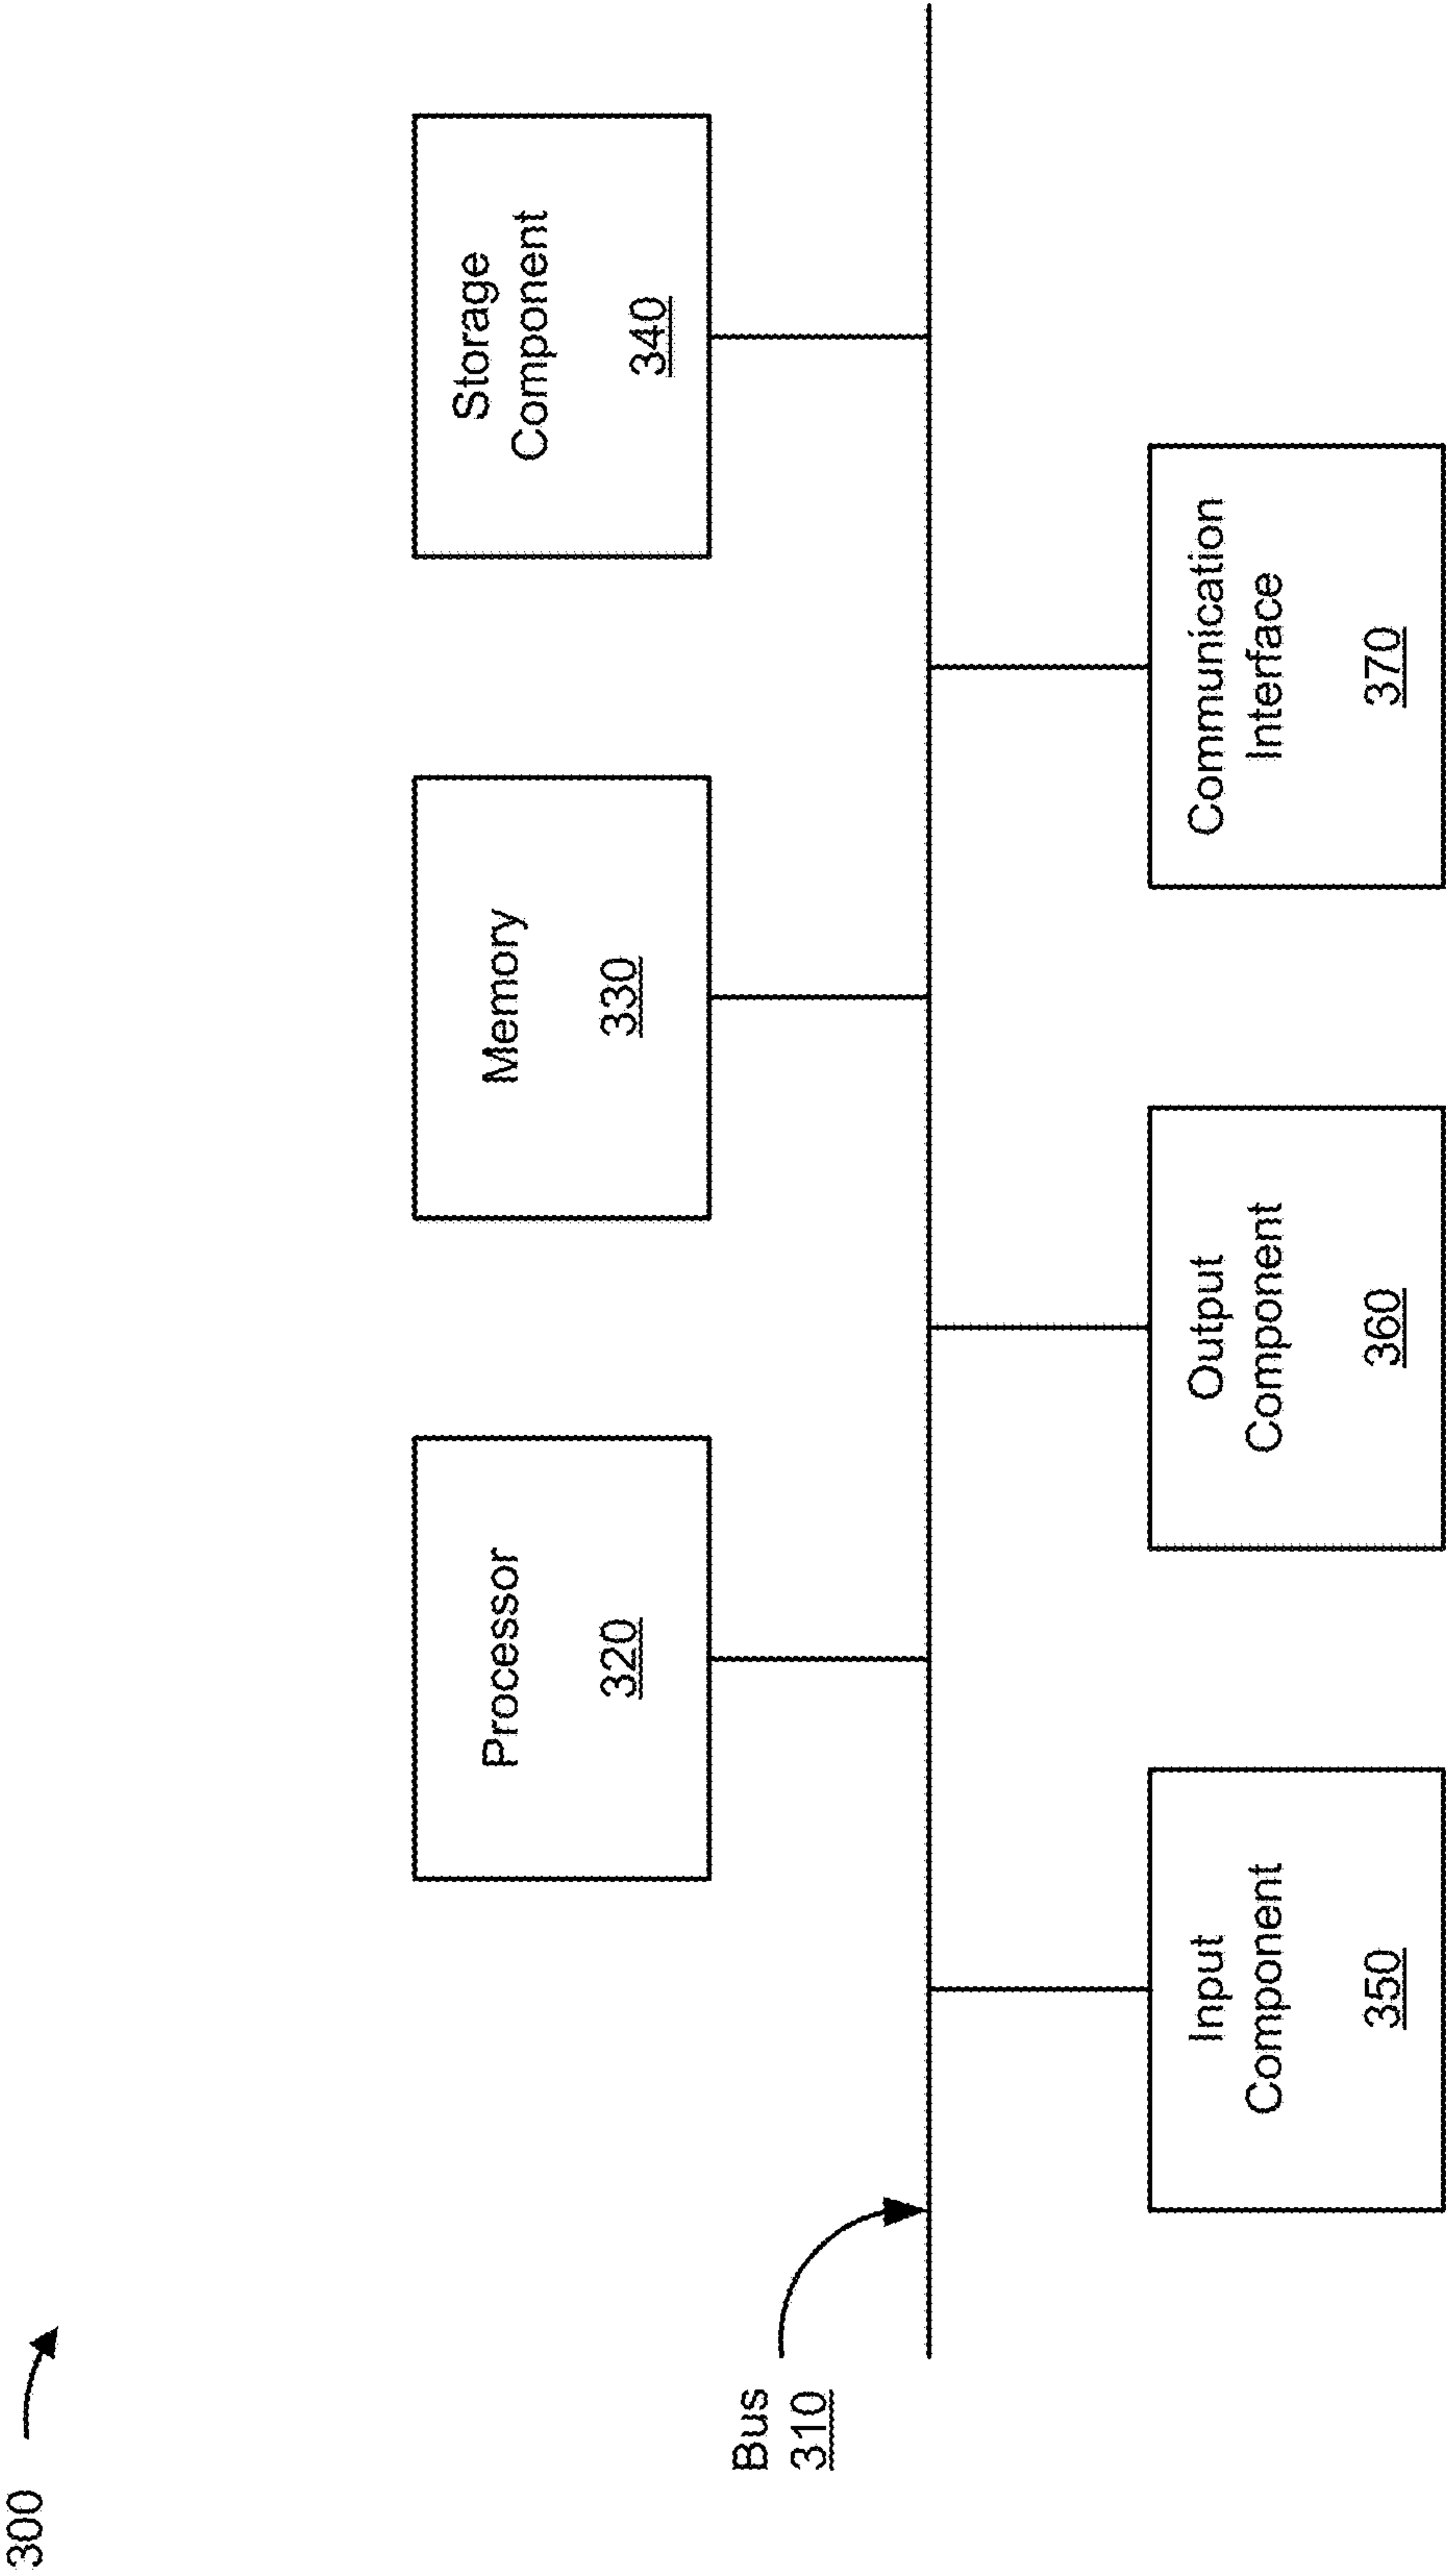 300
Processor
320
Memory
330
Storage
Component
340
Bus
310
Input
Component
350
Output
Component
360
Communication
Interface
370